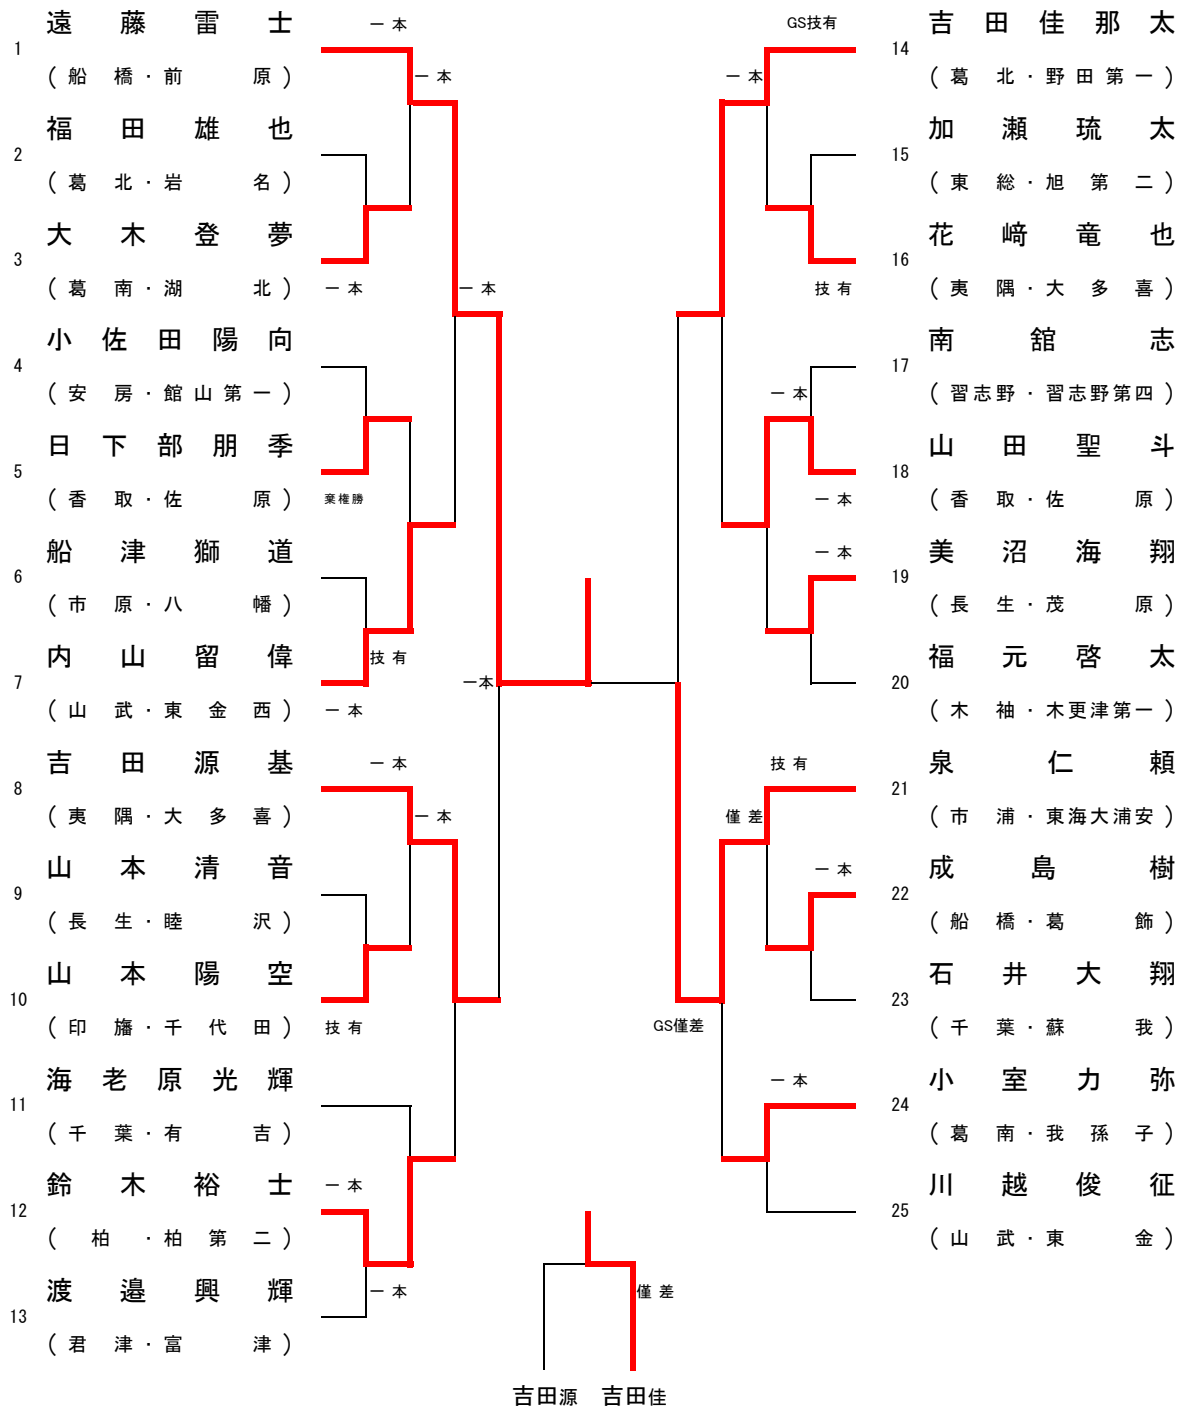 遠藤雷士
一本
1
(船橋・前原)
一本
福田雄也
2
(葛北・岩名)
大木登夢
3
(葛南・湖北)
一本
一本
小佐田陽向
4
(安房・館山第一)
日下部朋季
5
(香取・佐原)
棄権勝
船津獅道
6
(市原・八幡)
内山留偉
技有
7
(山武・東金西)
一本
一本
吉田源基
一本
8
(夷隅・大多喜)
一本
山本清音
9
(長生・睦沢)
山本陽空
10
(印旛・千代田)
技有
海老原光輝
11
(千葉・有吉)
鈴木裕士
一本
12
(柏・柏第二)
渡邉興輝
一本
13
(君津・富津)
GS技有
吉田佳那太
14
一本
(葛北・野田第一)
加瀬琉太
15
(東総・旭第二)
花﨑竜也
16
技有
(夷隅・大多喜)
南舘志
17
一本
(習志野・習志野第四)
山田聖斗
18
一本
(香取・佐原)
一本
美沼海翔
19
(長生・茂原)
福元啓太
20
(木袖・木更津第一)
技有
泉仁頼
21
僅差
(市浦・東海大浦安)
一本
成島樹
22
(船橋・葛飾)
石井大翔
23
GS僅差
(千葉・蘇我)
一本
小室力弥
24
(葛南・我孫子)
川越俊征
25
(山武・東金)
僅差
吉田源 吉田佳